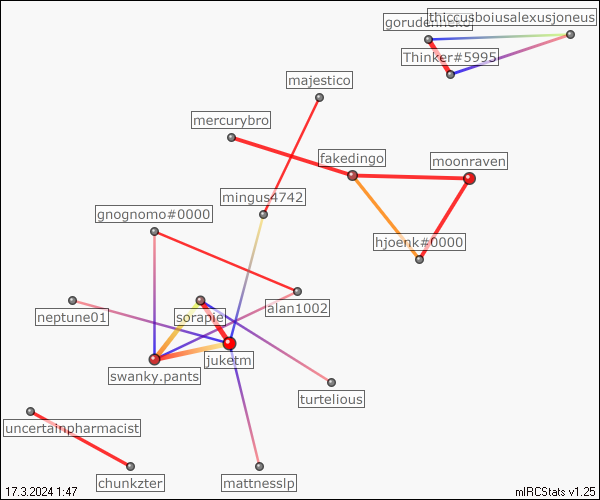 gorudenneko
thiccusboiusalexusjoneus
Thinker#5995
majestico
mercurybro
fakedingo
moonraven
mingus4742
gnognomo#0000
hjoenk#0000
alan1002
neptune01
sorapie
juketm
swanky.pants
turtelious
uncertainpharmacist
chunkzter
mattnesslp
17.3.2024 1:47
mIRCStats v1.25